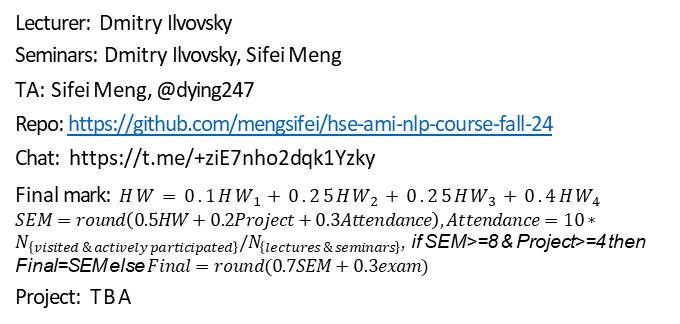 Lecturer: Dmitry Ilvovsky
Seminars: Dmitry Ilvovsky, Sifei Meng
TA: Sifei Meng, @dying247
Repo: https://github.com/mengsifei/hse-ami-nlp-course-fall-24
Chat: https://t.me/+ziE7nho2dqk1Yzky
Final mark: HW = 0.1HW₁ + 0.25HW₂ + 0.25HW₃ + 0.4HW₄
SEM = round(0.5HW + 0.2Project + 0.3Attendance), Attendance = 10 ∗
N{visited & actively participated}/N{lectures & seminars}, if SEM>=8 & Project>=4 then
Final=SEM else Final = round(0.7SEM + 0.3exam)
Project: TBA